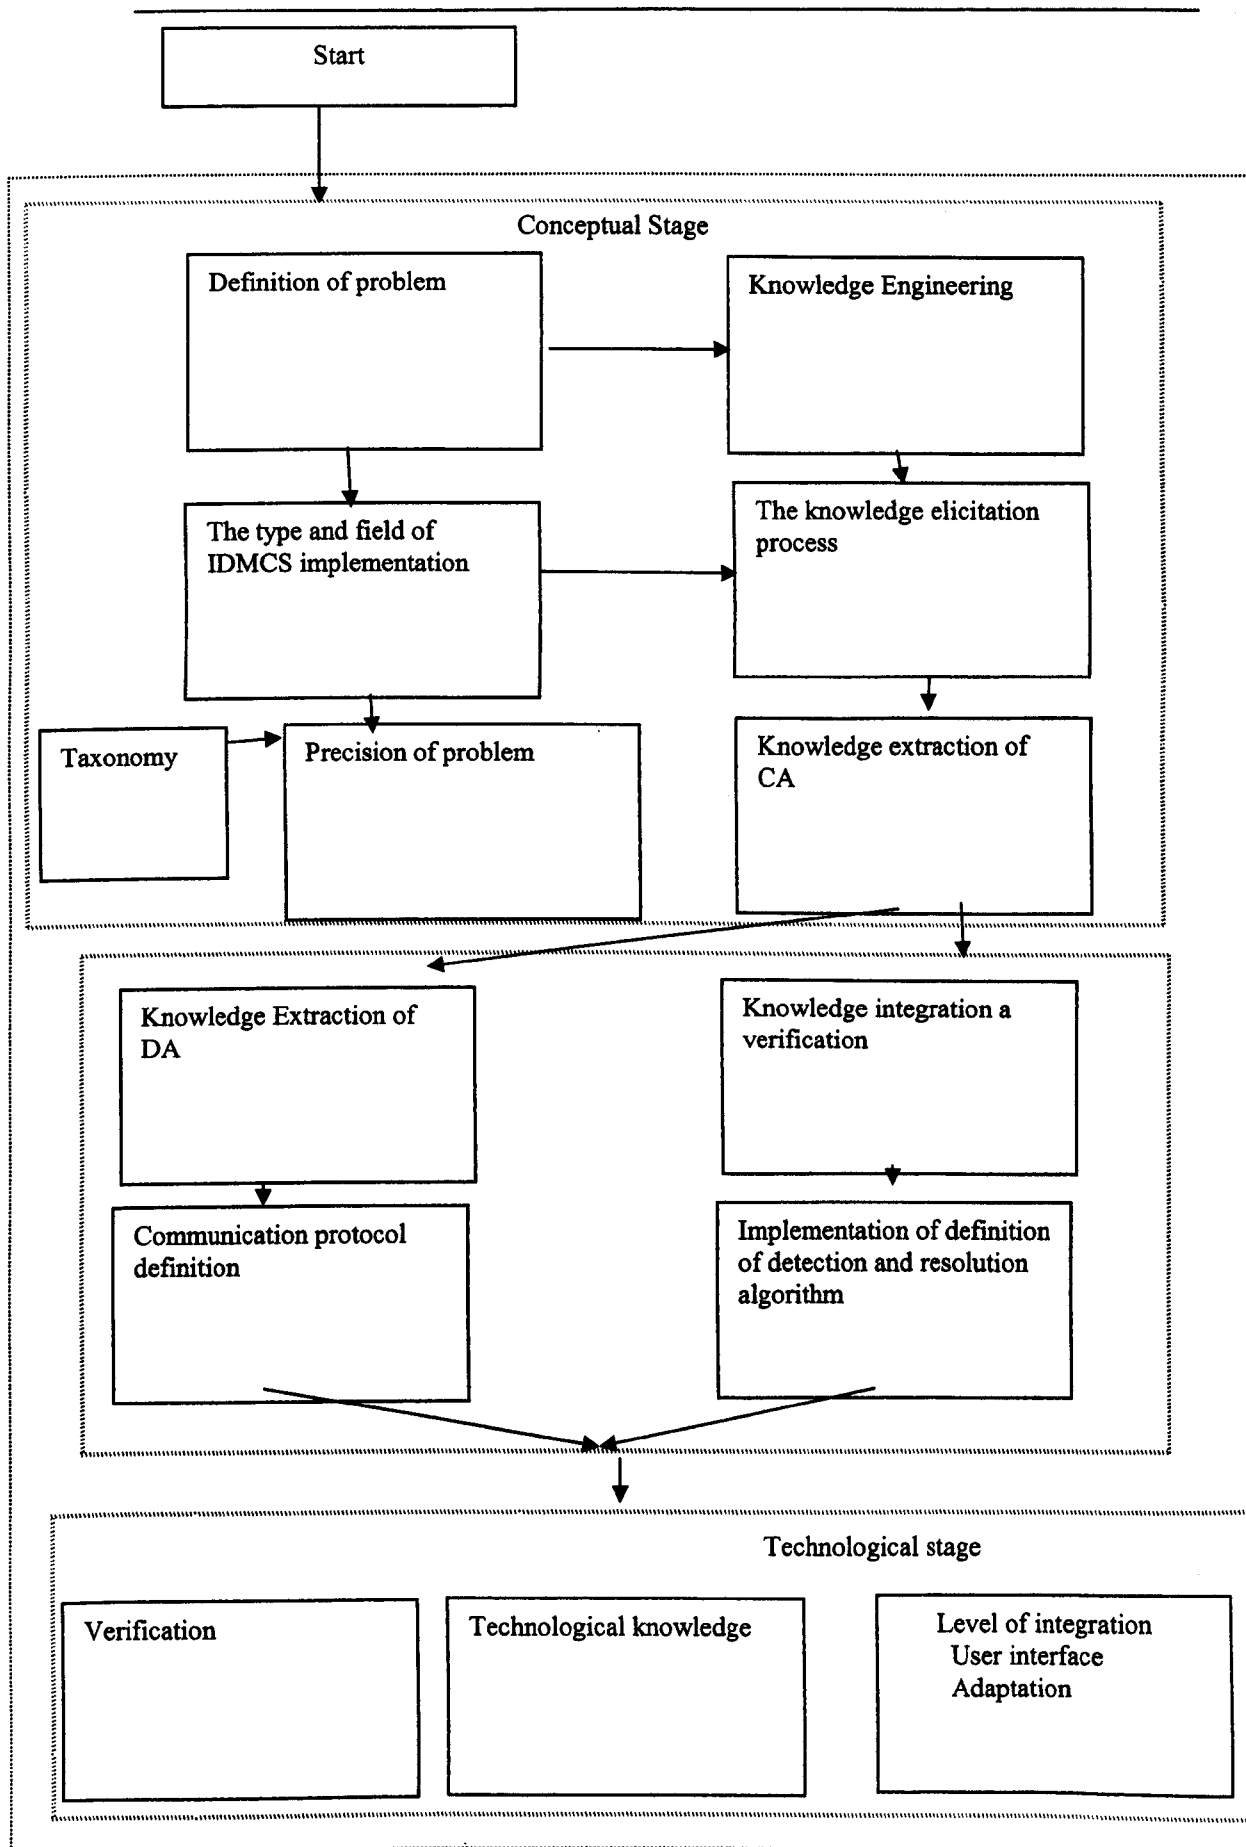 Start
Conceptual Stage
Definition of problem
Knowledge Engineering
The type and field of
IDMCS implementation
The knowledge elicitation
process
Taxonomy
Precision of problem
Knowledge extraction of
CA
Knowledge Extraction of
DA
Knowledge integration a
verification
Communication protocol
definition
Implementation of definition
of detection and resolution
algorithm
Technological stage
Verification
Technological knowledge
Level of integration
User interface
Adaptation